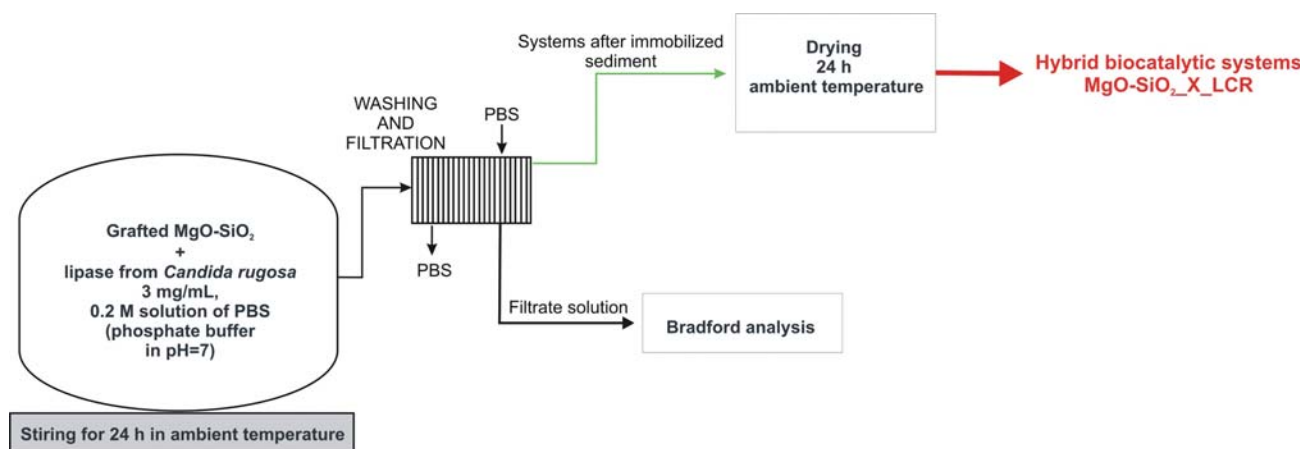 Grafted MgO-SiO₂
+
lipase from Candida rugosa
3 mg/mL,
0.2 M solution of PBS
(phosphate buffer
in pH=7)
Stiring for 24 h in ambient temperature
WASHING
AND
FILTRATION
PBS
PBS
Systems after immobilized
sediment
Drying
24 h
ambient temperature
Hybrid biocatalytic systems
MgO-SiO₂_X_LCR
Filtrate solution
Bradford analysis